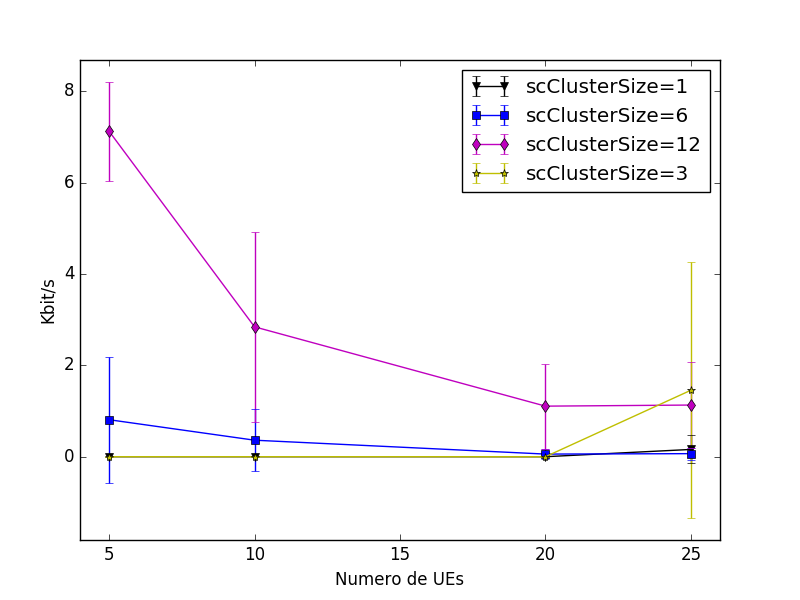 scClusterSize=1
scClusterSize=6
scClusterSize=12
scClusterSize=3
8
6
4
2
0
Kbit/s
5 10 15 20 25
Numero de UEs